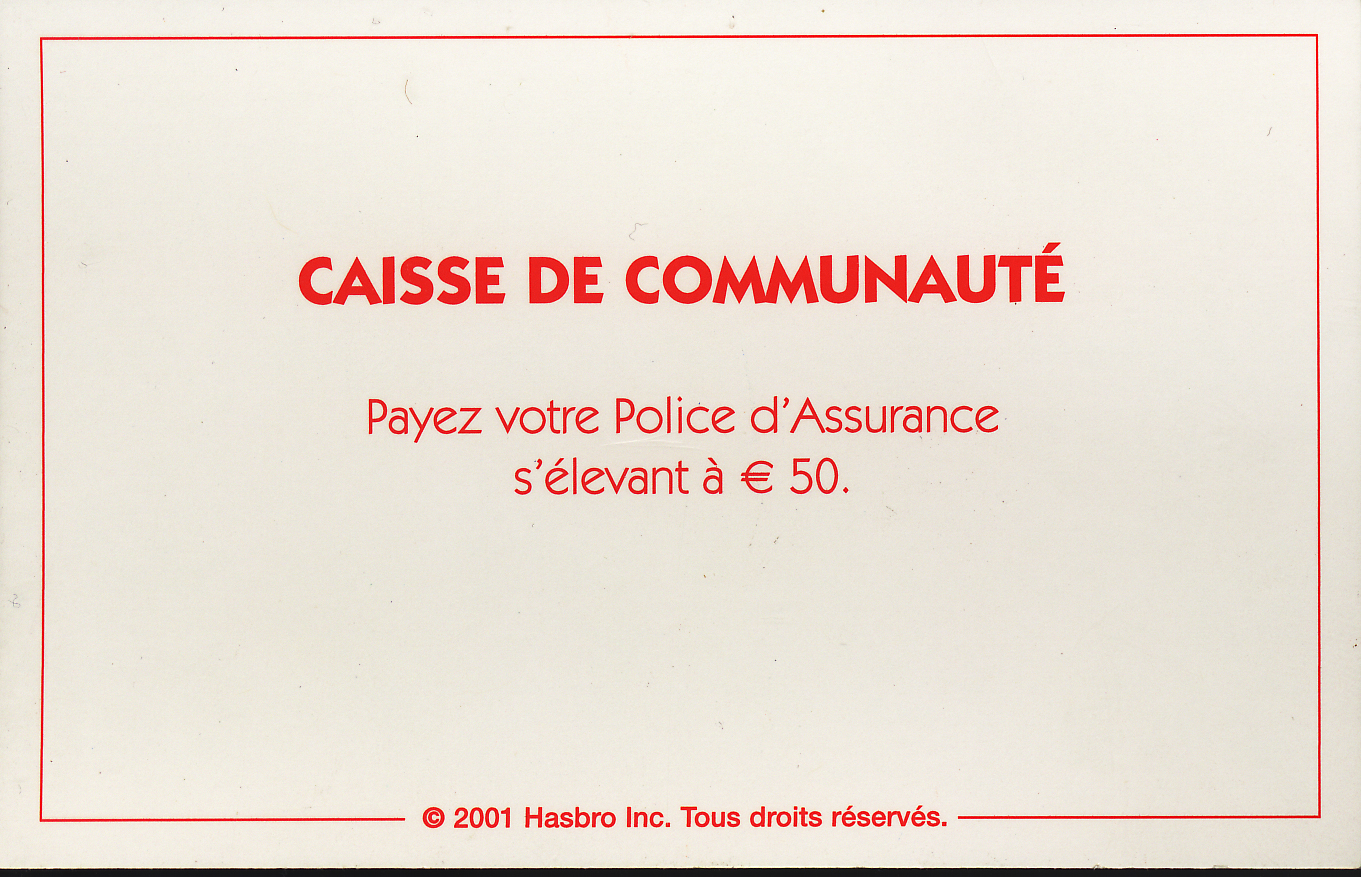 CAISSE DE COMMUNAUTÉ
Payez votre Police d'Assurance
s'élevant à € 50.
© 2001 Hasbro Inc. Tous droits réservés.